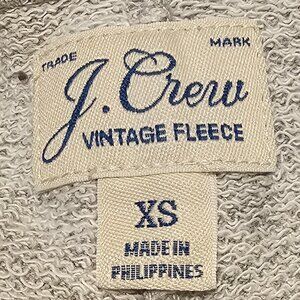 TRADE MARK
J. Crew
VINTAGE FLEECE
XS
MADE IN
PHILIPPINES